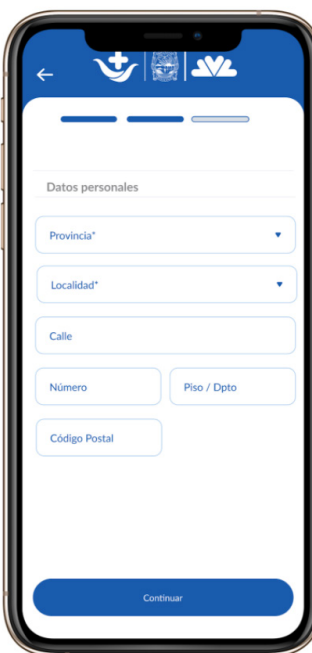 Datos personales
Provincia*
Localidad*
Calle
Número Piso / Dpto
Código Postal
Continuar